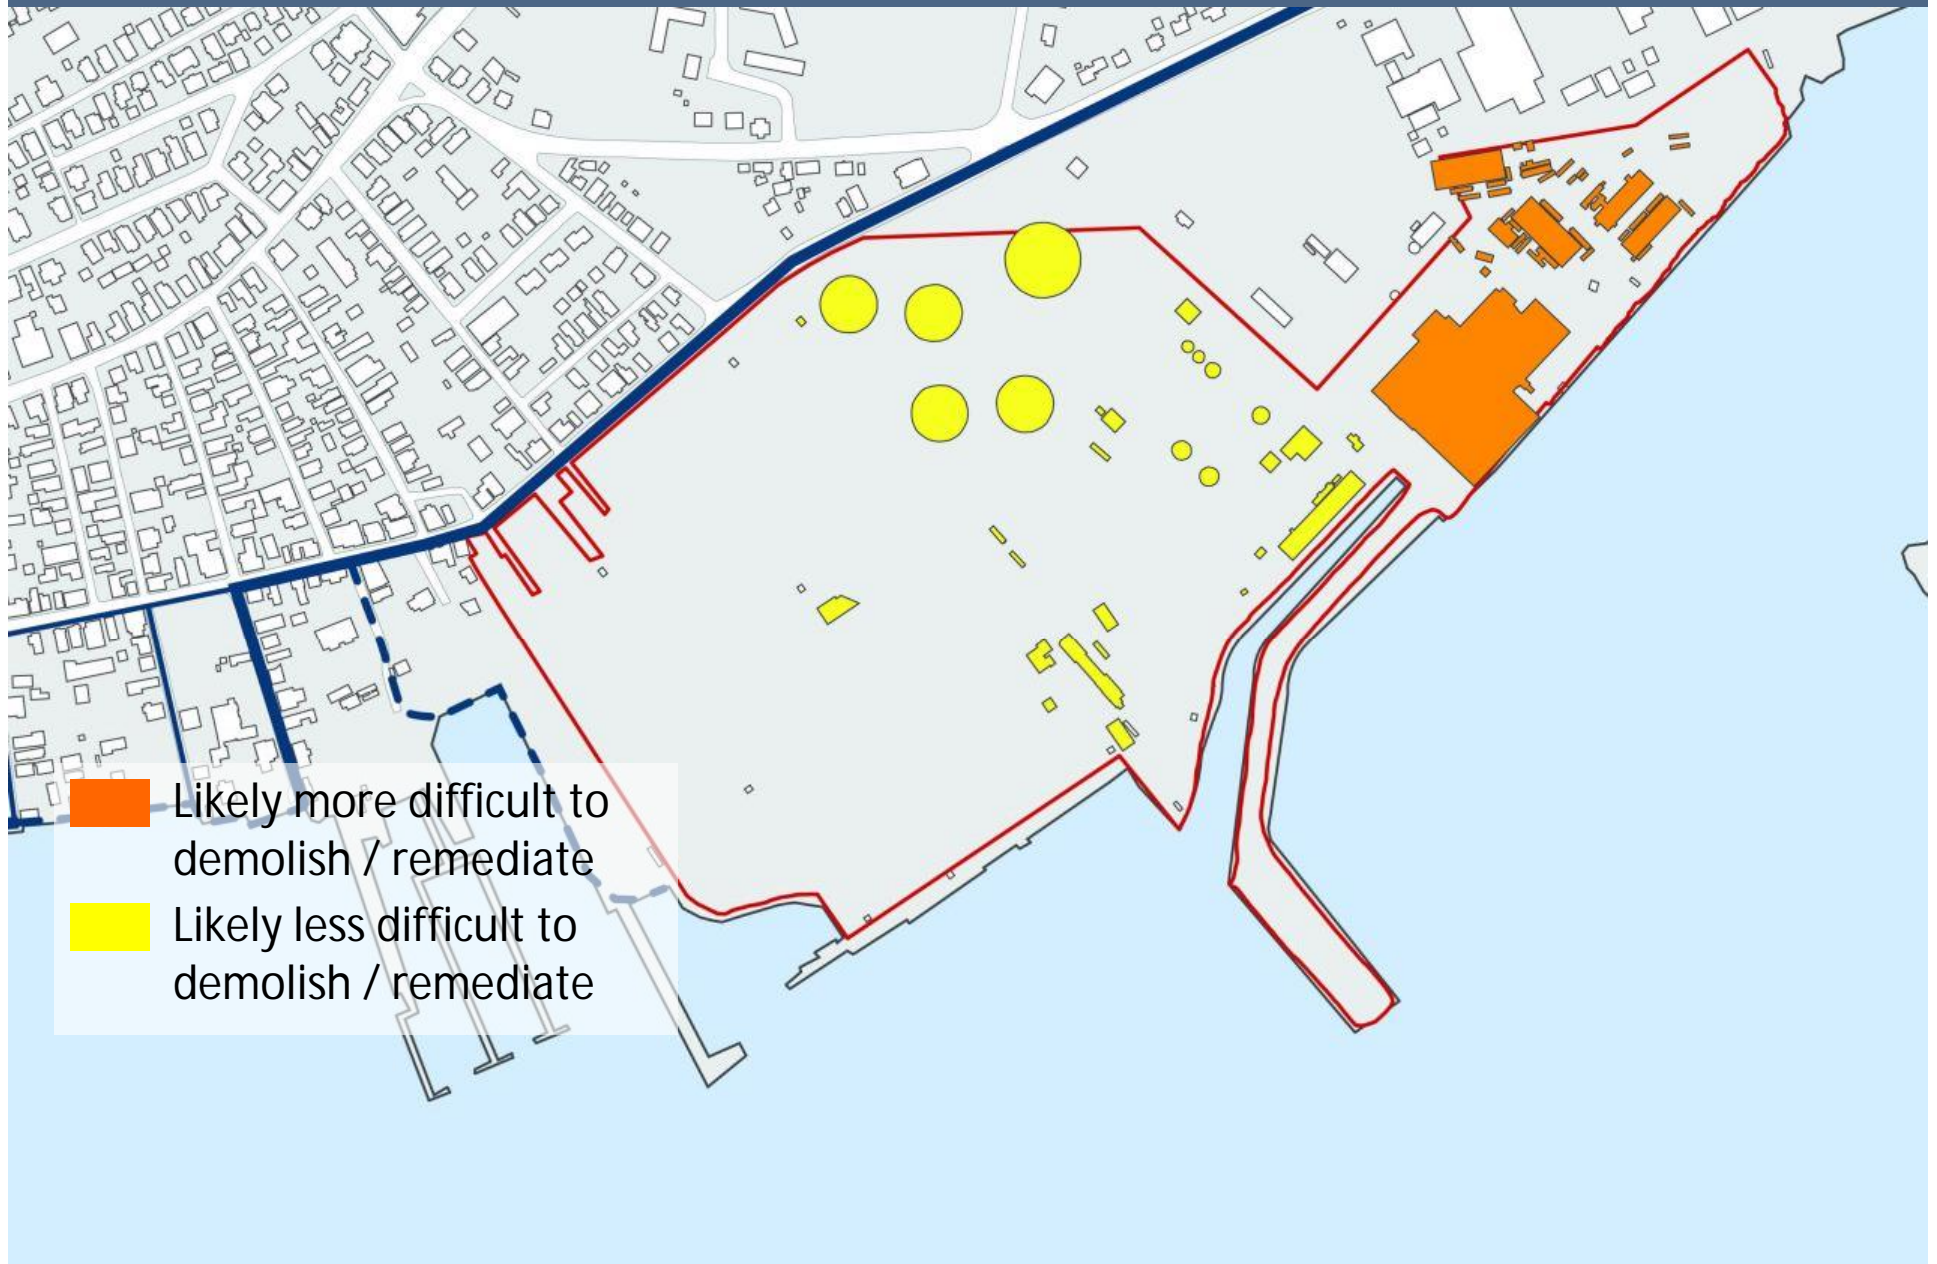 Likely more difficult to
demolish / remediate
Likely less difficult to
demolish / remediate